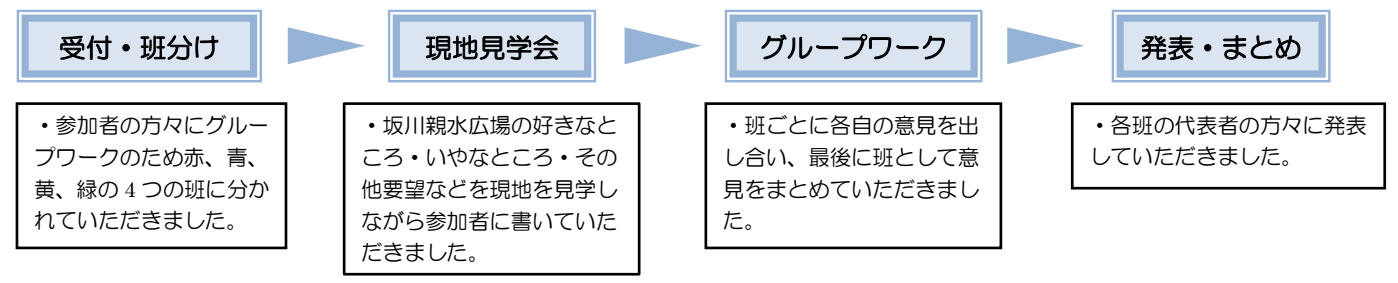 受付・班分け
現地見学会
グループワーク
発表・まとめ
・参加者の方々にグルー
プワークのため赤、青、
黄、緑の 4 つの班に分か
れていただきました。
・坂川親水広場の好きなと
ころ・いやなところ・その
他要望などを現地を見学し
ながら参加者に書いていた
だきました。
・班ごとに各自の意見を出
し合い、最後に班として意
見をまとめていただきまし
た。
・各班の代表者の方々に発表
していただきました。